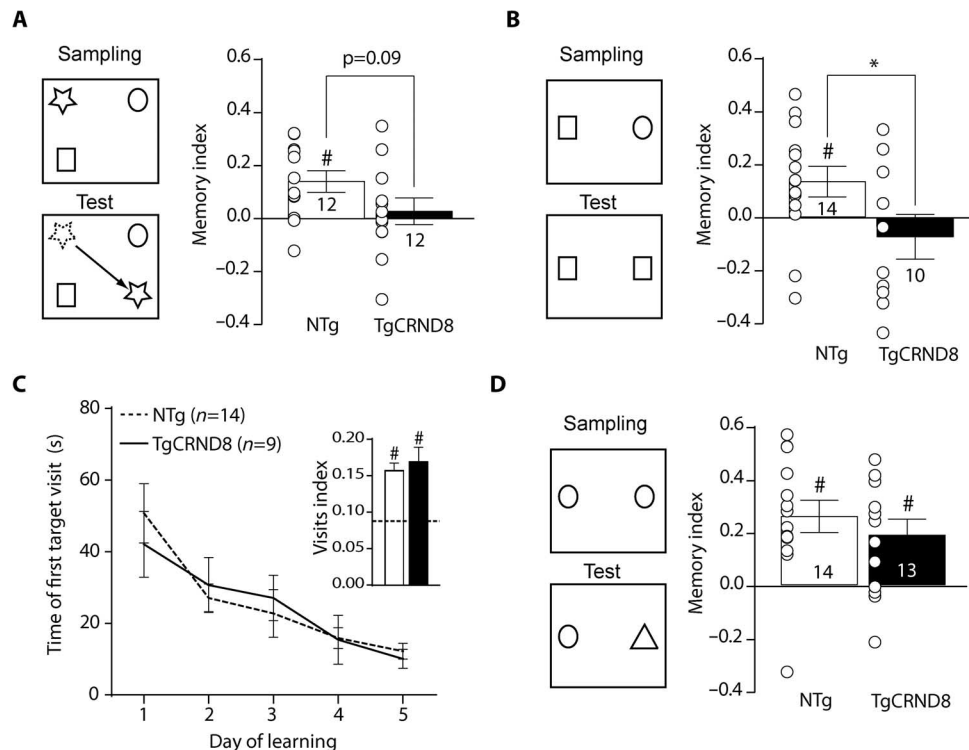 A
Sampling
Test
Memory index
0.6
0.4
0.2
0.0
−0.2
−0.4
p=0.09
#
12
12
NTg
TgCRND8
B
Sampling
Test
Memory index
0.6
0.4
0.2
0.0
−0.2
−0.4
*
#
14
10
NTg
TgCRND8
C
Time of first target visit (s)
80
60
40
20
0
NTg (n=14)
TgCRND8 (n=9)
Visits index
0.20
0.15
0.10
0.05
0.00
#
#
1 2 3 4 5
Day of learning
D
Sampling
Test
Memory index
0.6
0.4
0.2
0.0
−0.2
−0.4
#
#
14
13
NTg
TgCRND8